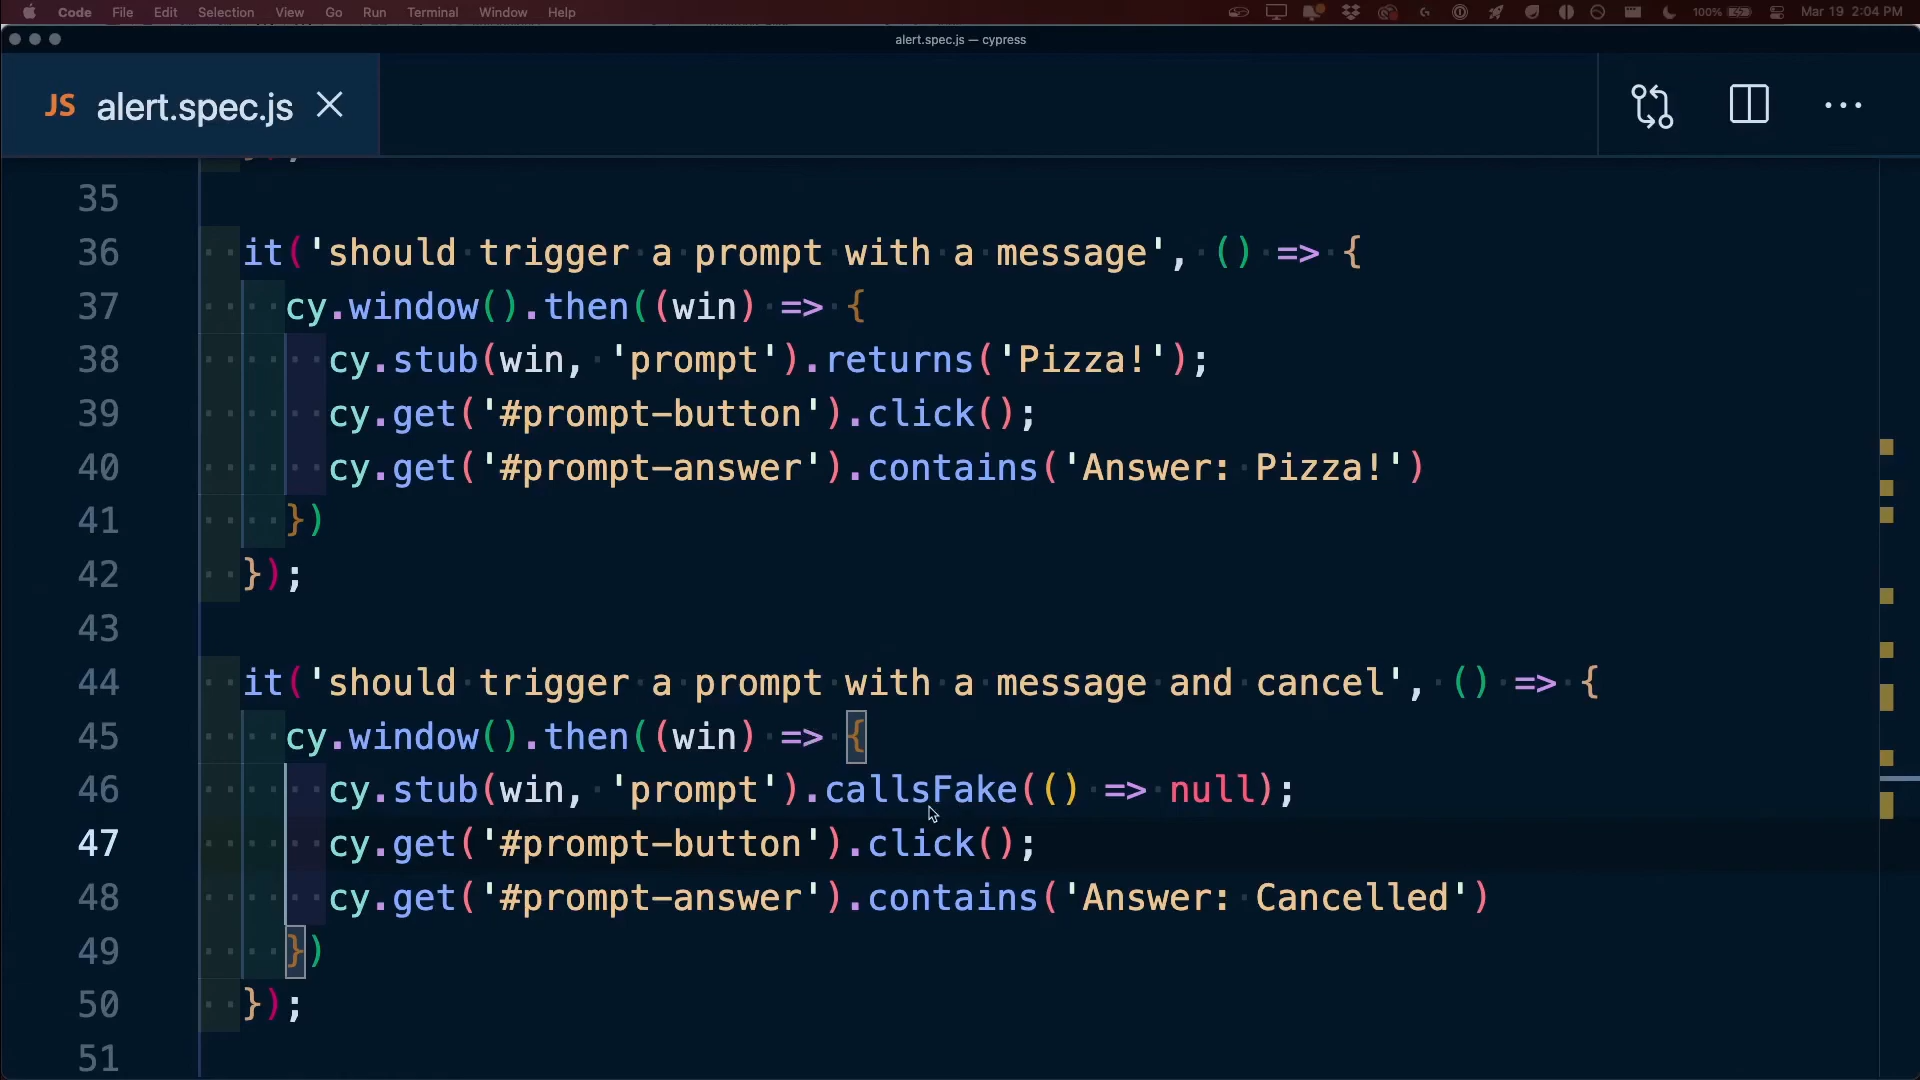 Code File Edit Selection View Go Run Terminal Window Help 100% Mar 19 2:04 PM
alert.spec.js — cypress
JS alert.spec.js
35
36 it('should trigger a prompt with a message', () => {
37 cy.window().then((win) => {
38 cy.stub(win, 'prompt').returns('Pizza!');
39 cy.get('#prompt-button').click();
40 cy.get('#prompt-answer').contains('Answer: Pizza!')
41 })
42 });
43
44 it('should trigger a prompt with a message and cancel', () => {
45 cy.window().then((win) => {
46 cy.stub(win, 'prompt').callsFake(() => null);
47 cy.get('#prompt-button').click();
48 cy.get('#prompt-answer').contains('Answer: Cancelled')
49 })
50 });
51